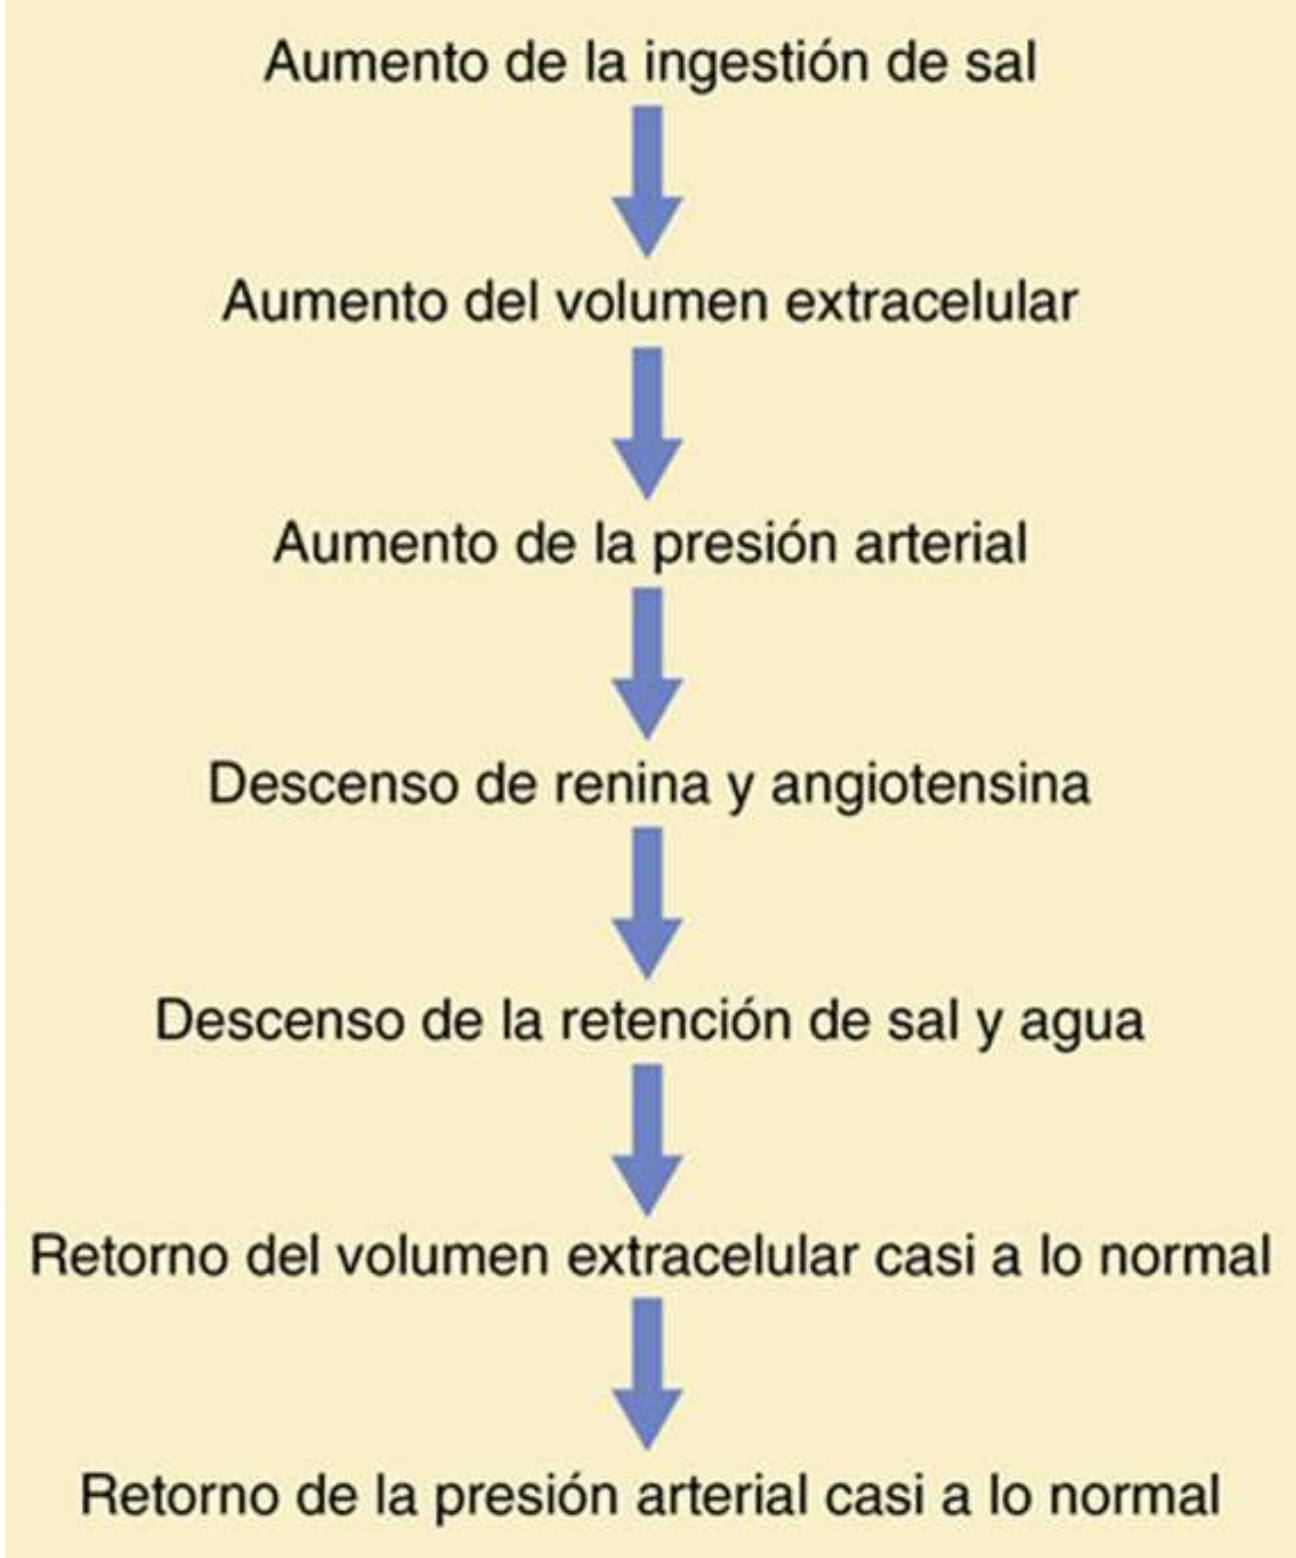 Aumento de la ingestión de sal
Aumento del volumen extracelular
Aumento de la presión arterial
Descenso de renina y angiotensina
Descenso de la retención de sal y agua
Retorno del volumen extracelular casi a lo normal
Retorno de la presión arterial casi a lo normal